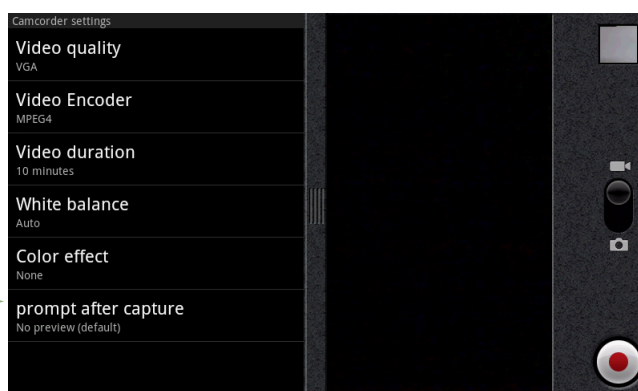 Camcorder settings
Video quality
VGA
Video Encoder
MPEG4
Video duration
10 minutes
White balance
Auto
Color effect
None
prompt after capture
No preview (default)